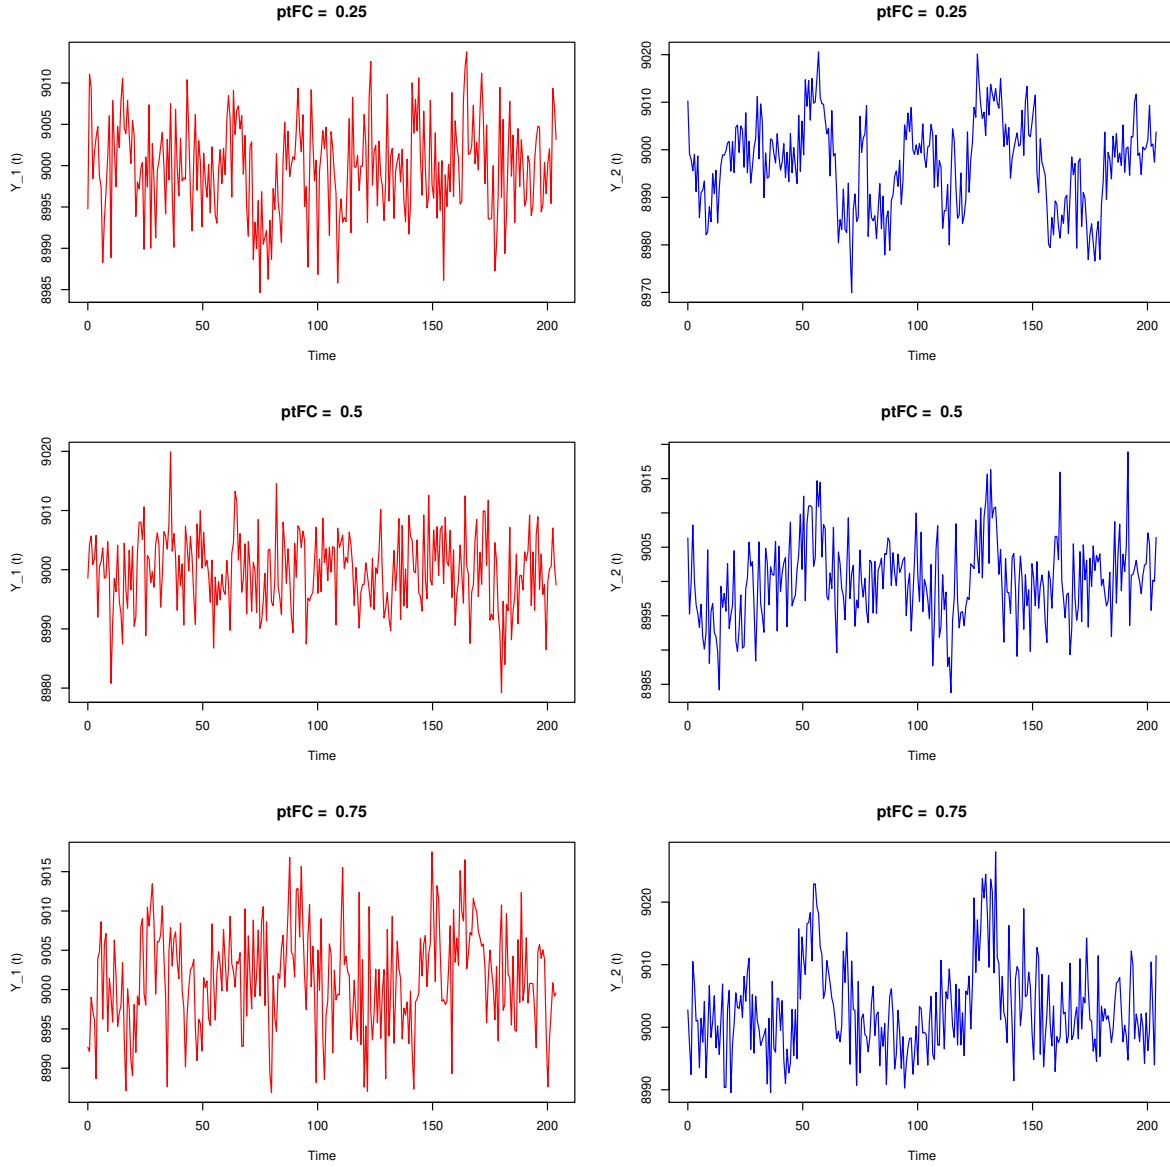 ptFC = 0.25
Y_1 (t)
8985 8990 8995 9000 9005 9010
0 50 100 150 200
Time
ptFC = 0.25
Y_2 (t)
8970 8980 8990 9000 9010 9020
0 50 100 150 200
Time
ptFC = 0.5
Y_1 (t)
8980 8990 9000 9010 9020
0 50 100 150 200
Time
ptFC = 0.5
Y_2 (t)
8985 8995 9005 9015
0 50 100 150 200
Time
ptFC = 0.75
Y_1 (t)
8990 8995 9000 9005 9010 9015
0 50 100 150 200
Time
ptFC = 0.75
Y_2 (t)
8990 9000 9010 9020
0 50 100 150 200
Time